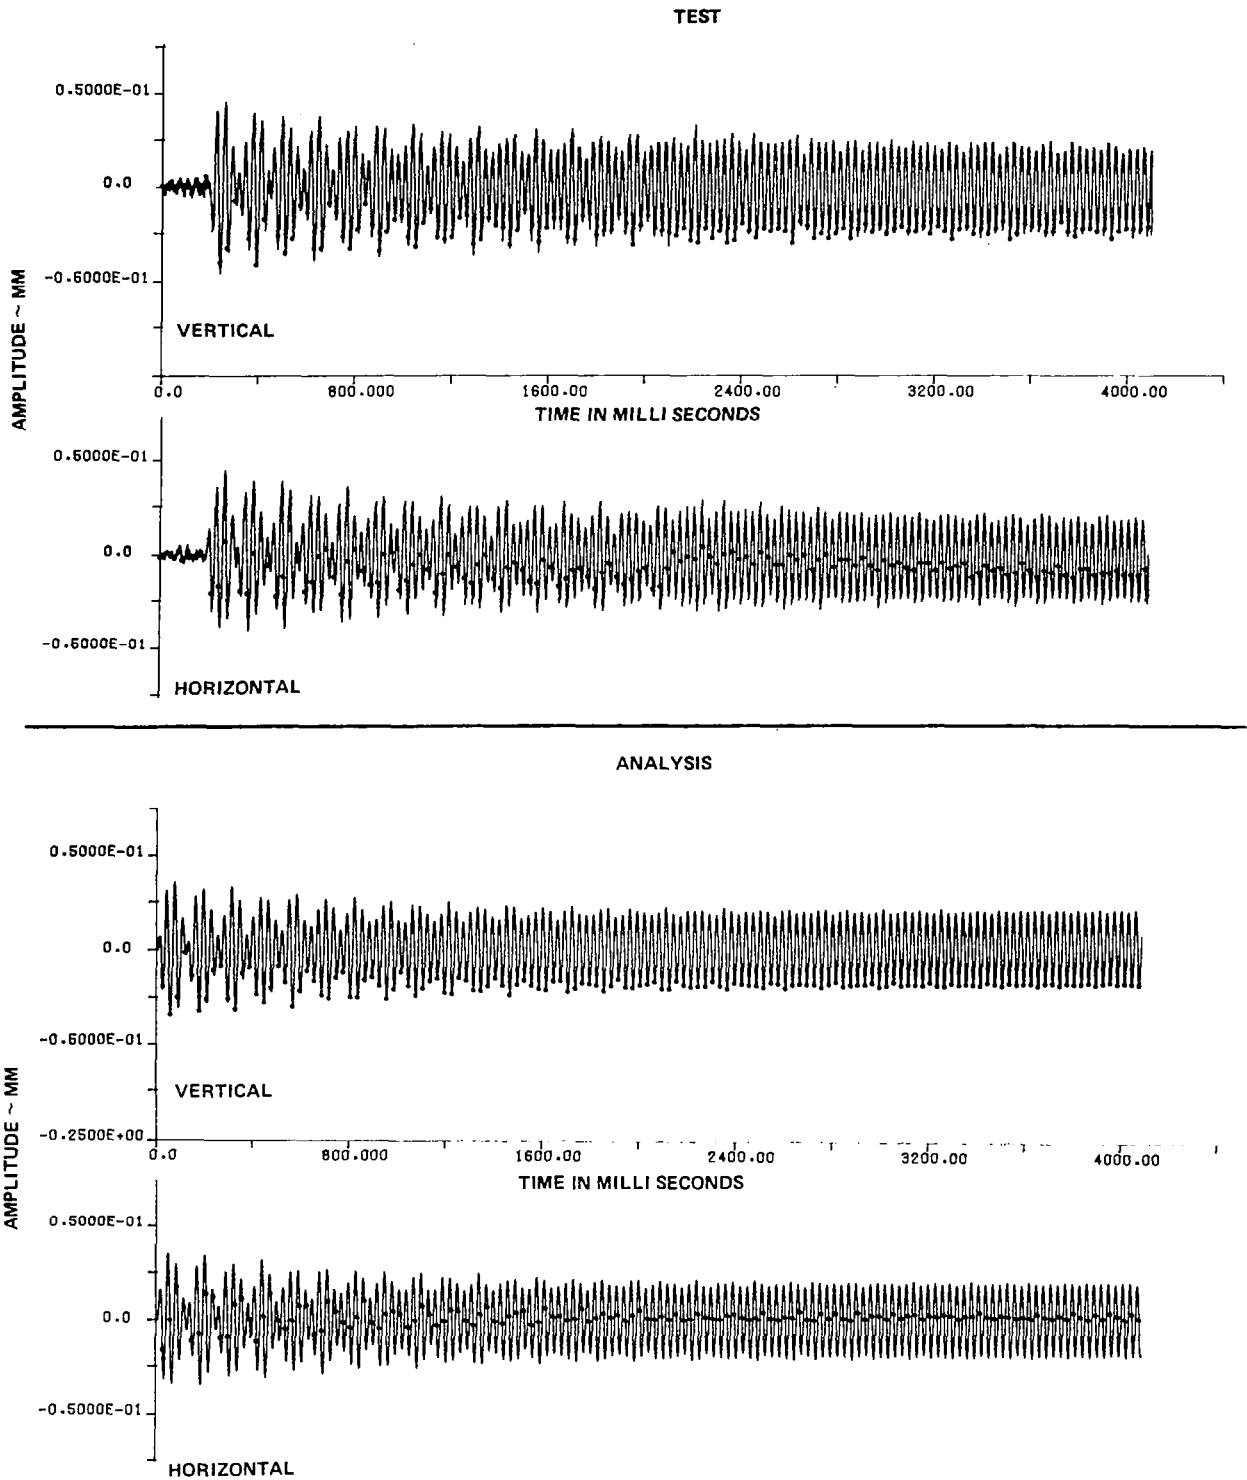 TEST
0.5000E-01
0.0
-0.5000E-01
VERTICAL
AMPLITUDE ~ MM
0.0 800.000 1600.00 2400.00 3200.00 4000.00
TIME IN MILLI SECONDS
0.5000E-01
0.0
-0.5000E-01
HORIZONTAL
ANALYSIS
0.5000E-01
0.0
-0.5000E-01
VERTICAL
AMPLITUDE ~ MM
-0.2500E+00
0.0 800.000 1600.00 2400.00 3200.00 4000.00
TIME IN MILLI SECONDS
0.5000E-01
0.0
-0.5000E-01
HORIZONTAL